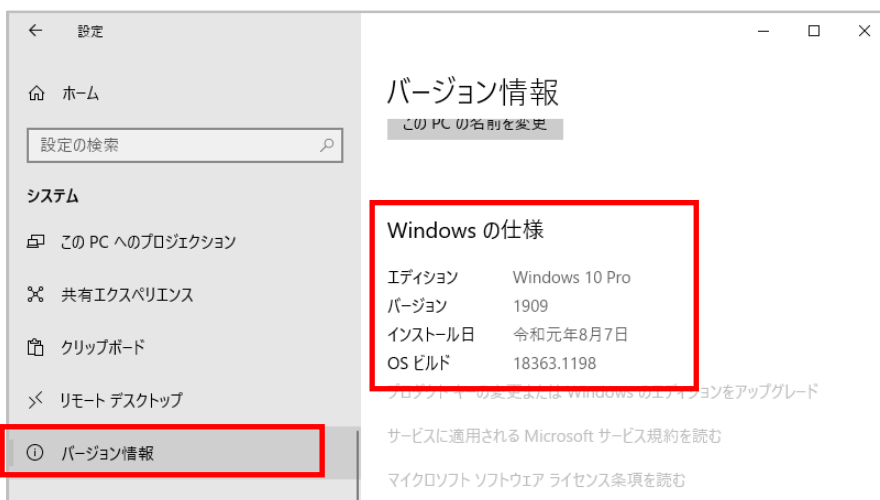 設定
ホーム
設定の検索
システム
この PC へのプロジェクション
共有エクスペリエンス
クリップボード
リモート デスクトップ
バージョン情報
バージョン情報
この PC の名前を変更
Windows の仕様
エディション Windows 10 Pro
バージョン 1909
インストール日 令和元年8月7日
OS ビルド 18363.1198
プロダクト キーの変更または Windows のエディションをアップグレード
サービスに適用される Microsoft サービス規約を読む
マイクロソフト ソフトウェア ライセンス条項を読む